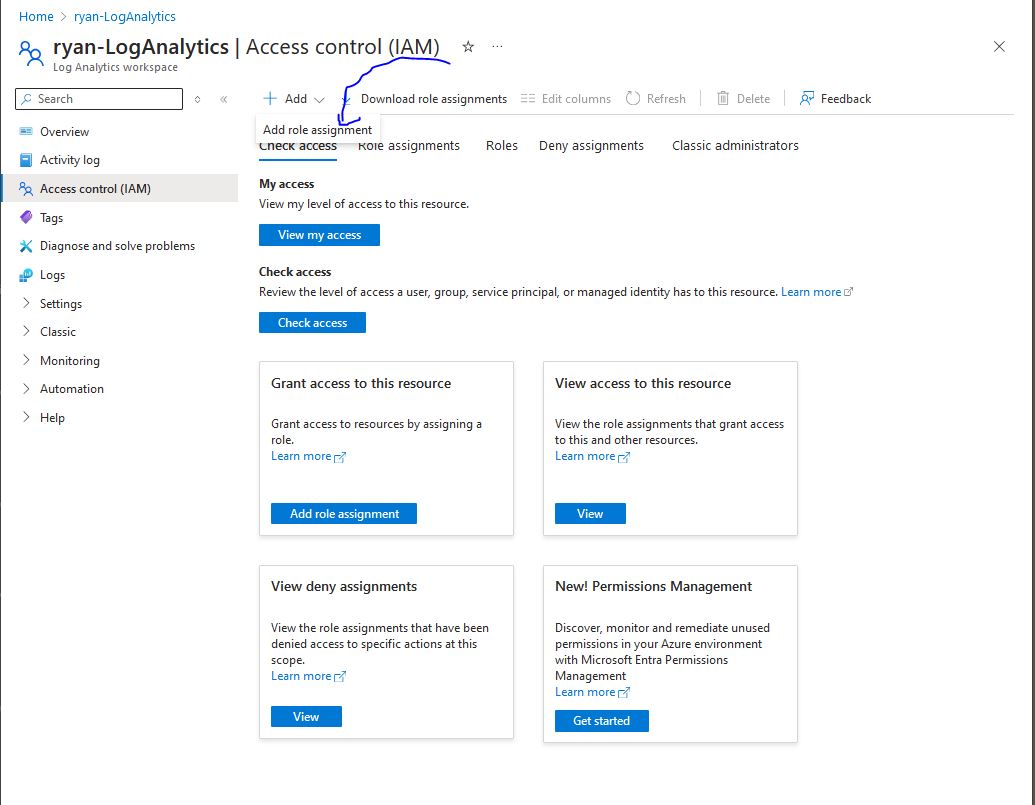 Home > ryan-LogAnalytics
ryan-LogAnalytics | Access control (IAM) ☆ ...
Log Analytics workspace
Search
Overview
Activity log
Access control (IAM)
Tags
Diagnose and solve problems
Logs
Settings
Classic
Monitoring
Automation
Help
Add Download role assignments Edit columns Refresh Delete Feedback
Add role assignment
Check access Role assignments Roles Deny assignments Classic administrators
My access
View my level of access to this resource.
View my access
Check access
Review the level of access a user, group, service principal, or managed identity has to this resource. Learn more
Check access
Grant access to this resource
Grant access to resources by assigning a
role.
Learn more
Add role assignment
View access to this resource
View the role assignments that grant access
to this and other resources.
Learn more
View
View deny assignments
View the role assignments that have been
denied access to specific actions at this
scope.
Learn more
View
New! Permissions Management
Discover, monitor and remediate unused
permissions in your Azure environment
with Microsoft Entra Permissions
Management
Learn more
Get started